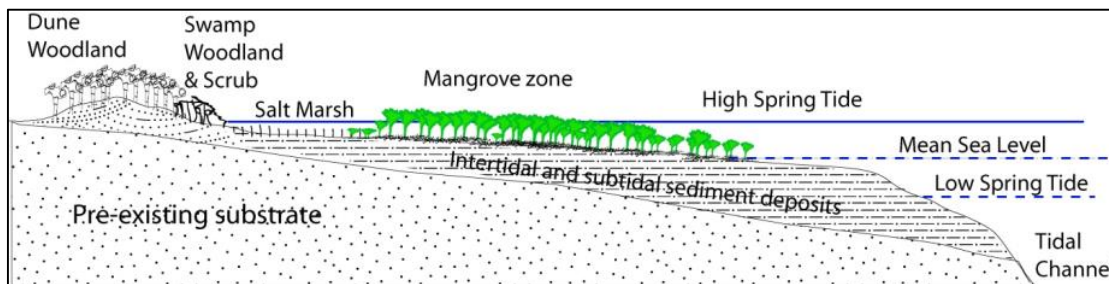 Dune
Woodland
Swamp
Woodland
& Scrub
Salt Marsh
Mangrove zone
High Spring Tide
Mean Sea Level
Low Spring Tide
Intertidal and subtidal sediment deposits
Pre-existing substrate
Tidal
Channe